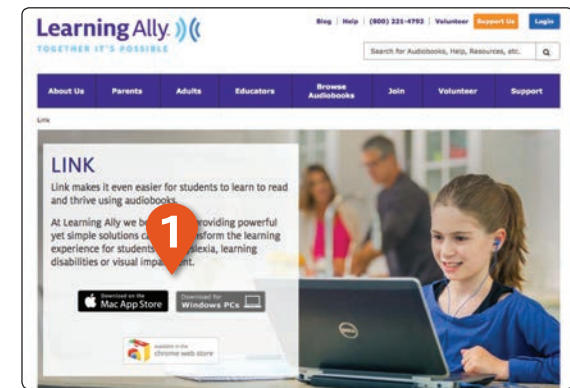 Learning Ally
TOGETHER IT'S POSSIBLE
Blog | Help | (800) 221-4793 | Volunteer Support Us Login
Search for Audiobooks, Help, Resources, etc.
About Us Parents Adults Educators Browse Audiobooks Join Volunteer Support
Link
LINK
Link makes it even easier for students to learn to read
and thrive using audiobooks.
At Learning Ally we providing powerful
yet simple solutions transform the learning
experience for students dyslexia, learning
disabilities or visual impairment.
1
Download on the Download for
Mac App Store Windows PCs
available in the
chrome web store